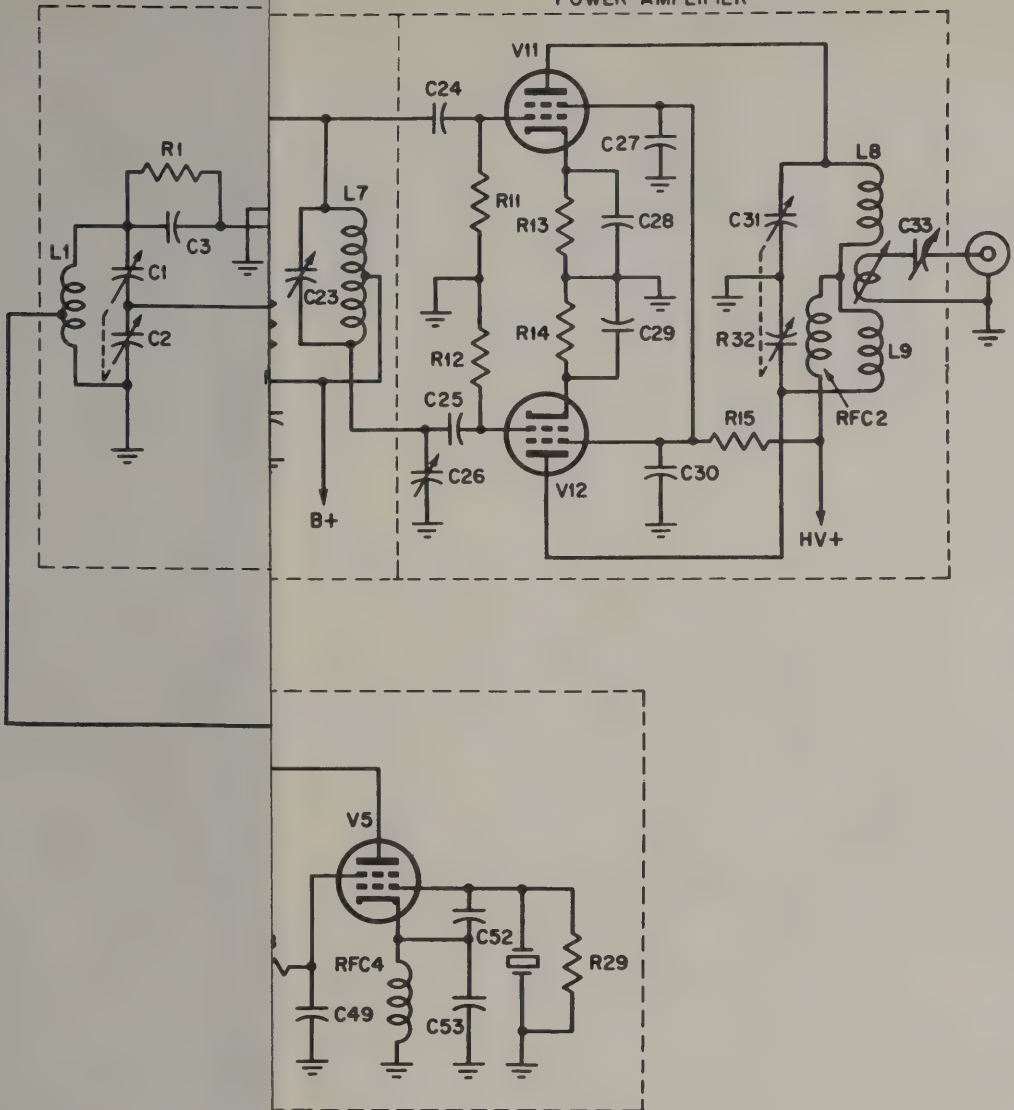 POWER AMPLIFIER
V11
C24
C27
R1
R11
L8
L7
R13
C28
C31
C33
L1
C3
C1
C23
C2
R14
C29
R32
R12
L9
C25
R15
RFC2
C26
C30
V12
B+
HV+
V5
C52
RFC4
R29
C49
C53